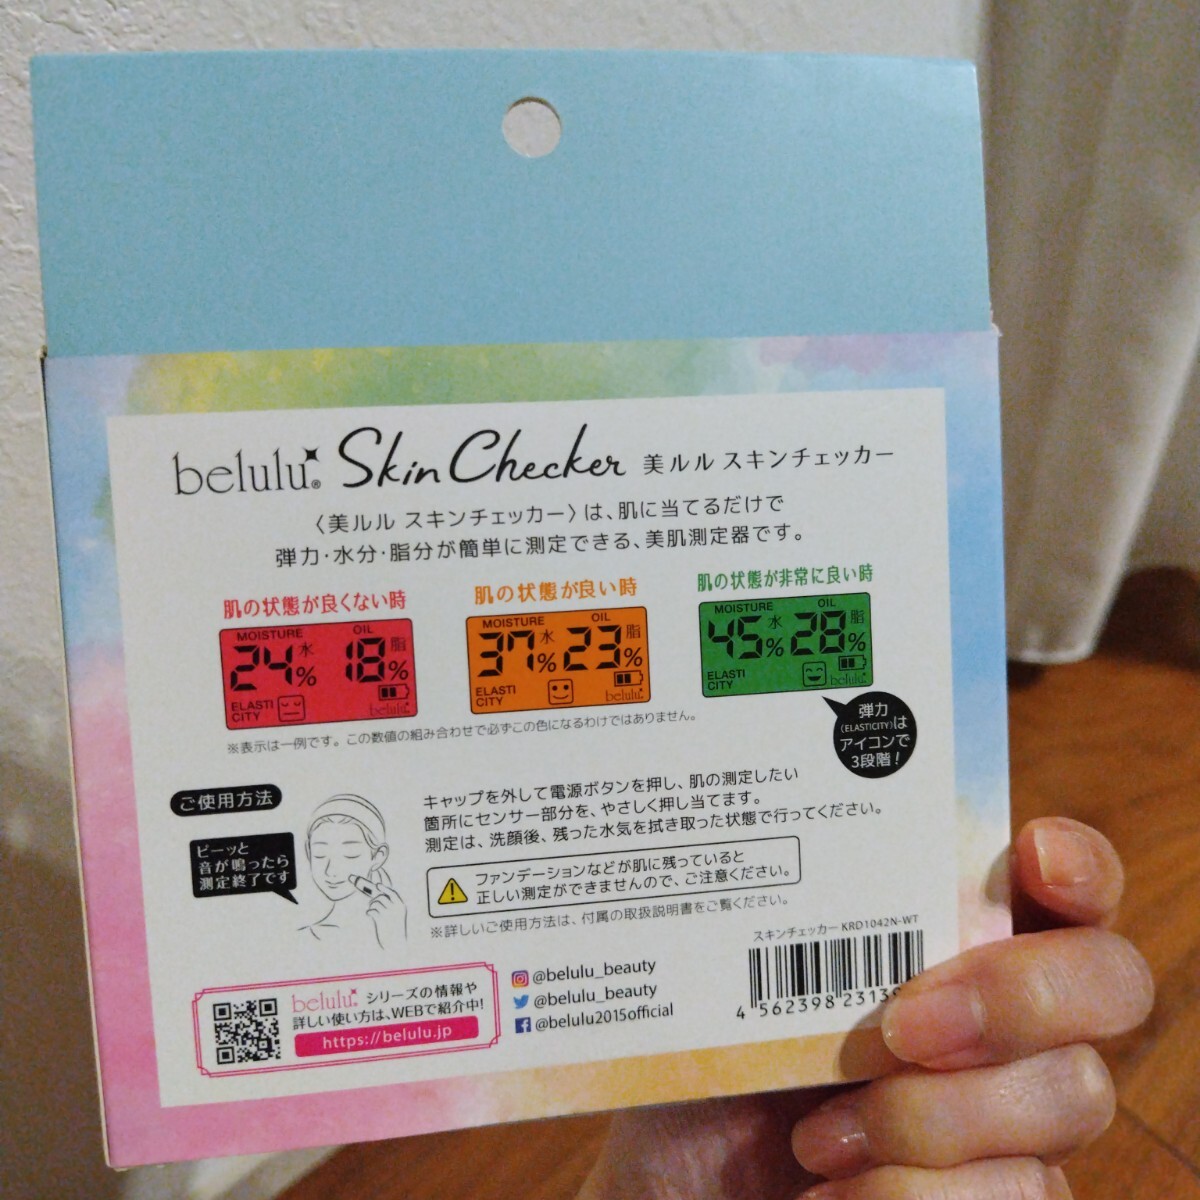 belulu® Skin Checker 美ルル スキンチェッカー
〈美ルル スキンチェッカー〉は、肌に当てるだけで
弾力・水分・脂分が簡単に測定できる、美肌測定器です。
肌の状態が良くない時
MOISTURE OIL
24水% 18脂%
ELASTI
CITY
belulu
肌の状態が良い時
MOISTURE OIL
37水% 23脂%
ELASTI
CITY
belulu
肌の状態が非常に良い時
MOISTURE OIL
45水% 28脂%
ELASTI
CITY
belulu
※表示は一例です。この数値の組み合わせで必ずこの色になるわけではありません。
弾力
(ELASTICITY)は
アイコンで
3段階!
ご使用方法
ピーッと
音が鳴ったら
測定終了です
キャップを外して電源ボタンを押し、肌の測定したい
箇所にセンサー部分を、やさしく押し当てます。
測定は、洗顔後、残った水気を拭き取った状態で行ってください。
ファンデーションなどが肌に残っていると
正しい測定ができませんので、ご注意ください。
※詳しいご使用方法は、付属の取扱説明書をご覧ください。
belulu シリーズの情報や
詳しい使い方は、WEBで紹介中!
https://belulu.jp
@belulu_beauty
@belulu_beauty
@belulu2015official
スキンチェッカー KRD1042N-WT
4 562398 2313